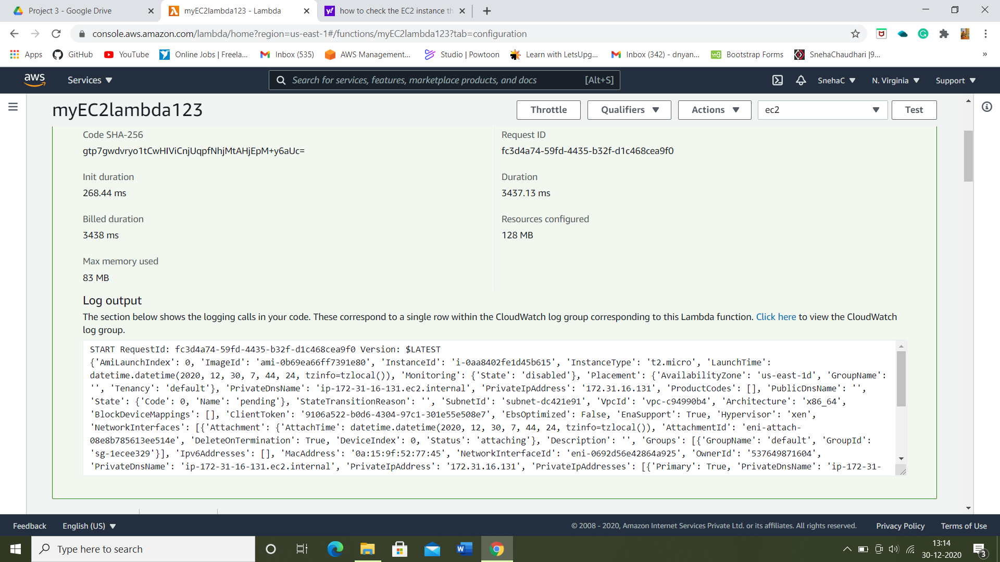 Project 3 - Google Drive
myEC2lambda123 - Lambda
how to check the EC2 instance th
console.aws.amazon.com/lambda/home?region=us-east-1#/functions/myEC2lambda123?tab=configuration
Apps GitHub YouTube Online Jobs | Freela... Inbox (535) AWS Management... Studio | Powtoon Learn with LetsUpg... Inbox (342) - dnyan... Bootstrap Forms SnehaChaudhari |9... »
aws Services Search for services, features, marketplace products, and docs [Alt+S] SnehaC N. Virginia Support
myEC2lambda123 Throttle Qualifiers Actions ec2 Test
Code SHA-256 Request ID
gtp7gwdvryo1tCwHIViCnjUqpfNhjMtAHjEpM+y6aUc= fc3d4a74-59fd-4435-b32f-d1c468cea9f0
Init duration Duration
268.44 ms 3437.13 ms
Billed duration Resources configured
3438 ms 128 MB
Max memory used
83 MB
Log output
The section below shows the logging calls in your code. These correspond to a single row within the CloudWatch log group corresponding to this Lambda function. Click here to view the CloudWatch
log group.
START RequestId: fc3d4a74-59fd-4435-b32f-d1c468cea9f0 Version: $LATEST
{'AmiLaunchIndex': 0, 'ImageId': 'ami-0b69ea66ff7391e80', 'InstanceId': 'i-0aa8402fe1d45b615', 'InstanceType': 't2.micro', 'LaunchTime':
datetime.datetime(2020, 12, 30, 7, 44, 24, tzinfo=tzlocal()), 'Monitoring': {'State': 'disabled'}, 'Placement': {'AvailabilityZone': 'us-east-1d', 'GroupName':
'', 'Tenancy': 'default'}, 'PrivateDnsName': 'ip-172-31-16-131.ec2.internal', 'PrivateIpAddress': '172.31.16.131', 'ProductCodes': [], 'PublicDnsName': '',
'State': {'Code': 0, 'Name': 'pending'}, 'StateTransitionReason': '', 'SubnetId': 'subnet-dc421e91', 'VpcId': 'vpc-c94990b4', 'Architecture': 'x86_64',
'BlockDeviceMappings': [], 'ClientToken': '9106a522-b0d6-4304-97c1-301e55e508e7', 'EbsOptimized': False, 'EnaSupport': True, 'Hypervisor': 'xen',
'NetworkInterfaces': [{'Attachment': {'AttachTime': datetime.datetime(2020, 12, 30, 7, 44, 24, tzinfo=tzlocal()), 'AttachmentId': 'eni-attach-
08e8b785613ee514e', 'DeleteOnTermination': True, 'DeviceIndex': 0, 'Status': 'attaching'}, 'Description': '', 'Groups': [{'GroupName': 'default', 'GroupId':
'sg-1ecee329'}], 'Ipv6Addresses': [], 'MacAddress': '0a:15:9f:52:77:45', 'NetworkInterfaceId': 'eni-0692d56e42864a925', 'OwnerId': '537649871604',
'PrivateDnsName': 'ip-172-31-16-131.ec2.internal', 'PrivateIpAddress': '172.31.16.131', 'PrivateIpAddresses': [{'Primary': True, 'PrivateDnsName': 'ip-172-31-
Feedback English (US) © 2008 - 2020, Amazon Internet Services Private Ltd. or its affiliates. All rights reserved. Privacy Policy Terms of Use
Type here to search
13:14
30-12-2020
3